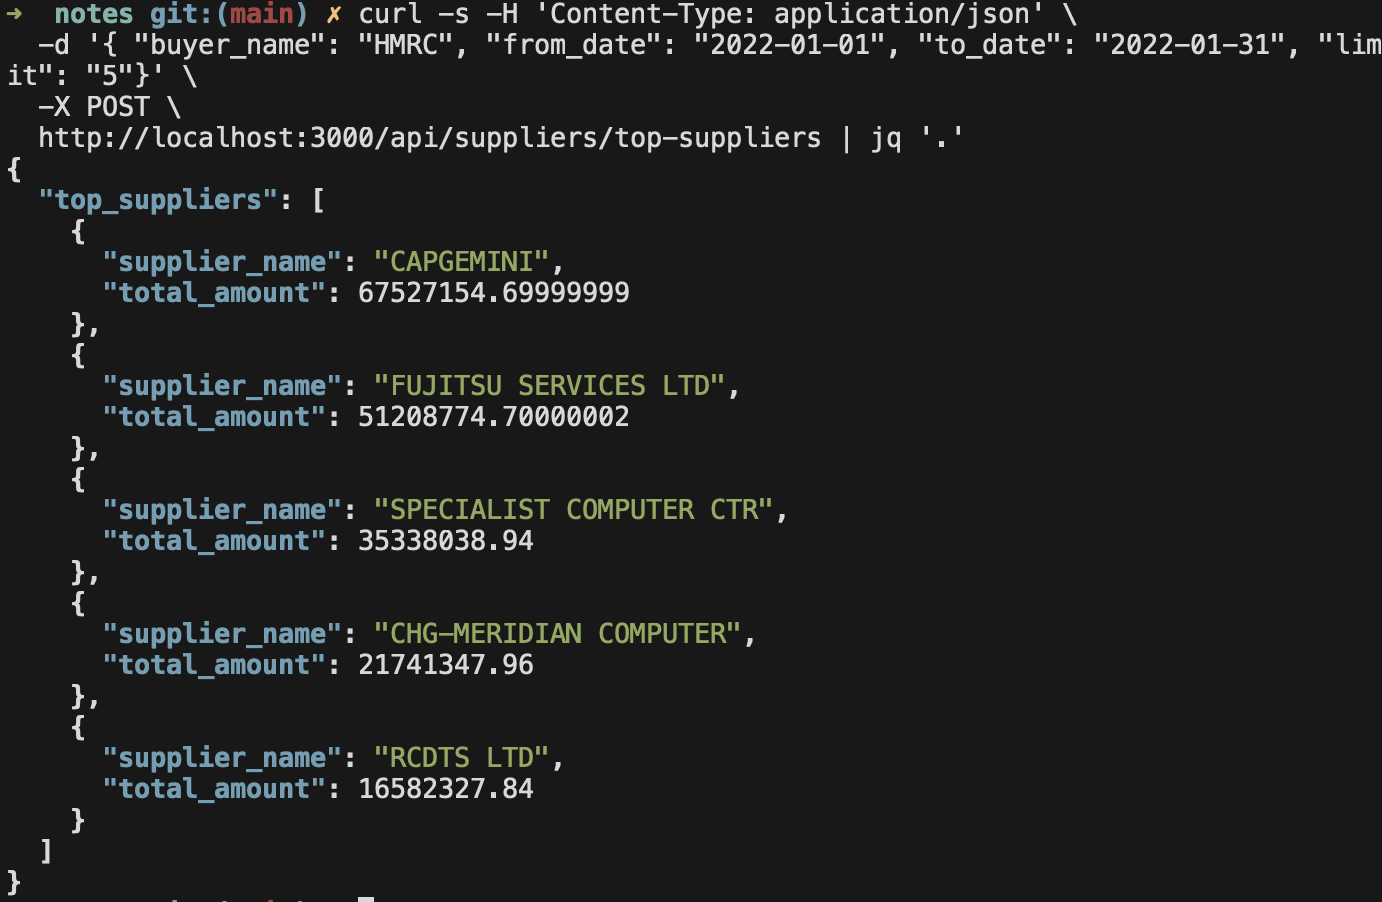 ➜  notes git:(main) ✗ curl -s -H 'Content-Type: application/json' \
  -d '{ "buyer_name": "HMRC", "from_date": "2022-01-01", "to_date": "2022-01-31", "lim
it": "5"}' \
  -X POST \
  http://localhost:3000/api/suppliers/top-suppliers | jq '.'
{
  "top_suppliers": [
    {
      "supplier_name": "CAPGEMINI",
      "total_amount": 67527154.69999999
    },
    {
      "supplier_name": "FUJITSU SERVICES LTD",
      "total_amount": 51208774.70000002
    },
    {
      "supplier_name": "SPECIALIST COMPUTER CTR",
      "total_amount": 35338038.94
    },
    {
      "supplier_name": "CHG-MERIDIAN COMPUTER",
      "total_amount": 21741347.96
    },
    {
      "supplier_name": "RCDTS LTD",
      "total_amount": 16582327.84
    }
  ]
}